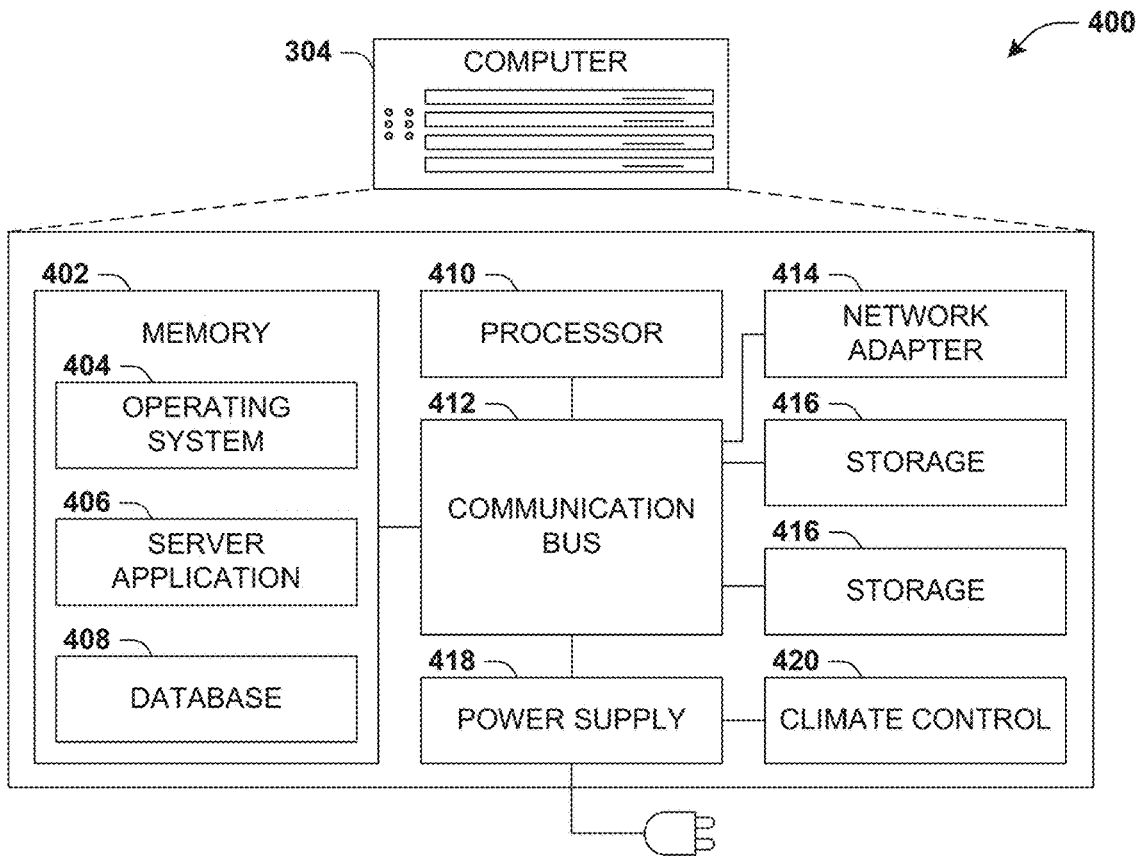 400
304
COMPUTER
402
MEMORY
404
OPERATING
SYSTEM
406
SERVER
APPLICATION
408
DATABASE
410
PROCESSOR
412
COMMUNICATION
BUS
414
NETWORK
ADAPTER
416
STORAGE
416
STORAGE
418
POWER SUPPLY
420
CLIMATE CONTROL